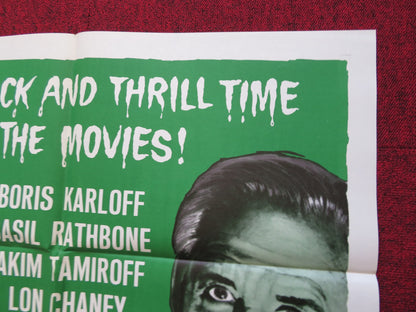 CK AND THRILL TIME
THE MOVIES!
BORIS KARLOFF
ASIL RATHBONE
AKIM TAMIROFF
LON CHANEY